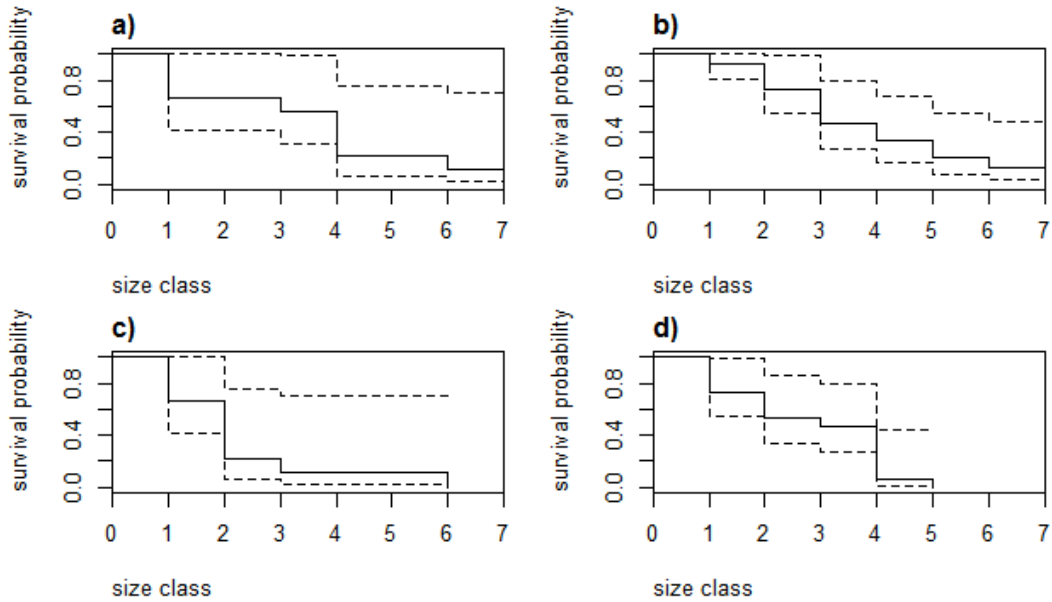 a)
survival probability
0.8
0.4
0.0
0 1 2 3 4 5 6 7
size class
b)
survival probability
0.8
0.4
0.0
0 1 2 3 4 5 6 7
size class
c)
survival probability
0.8
0.4
0.0
0 1 2 3 4 5 6 7
size class
d)
survival probability
0.8
0.4
0.0
0 1 2 3 4 5 6 7
size class